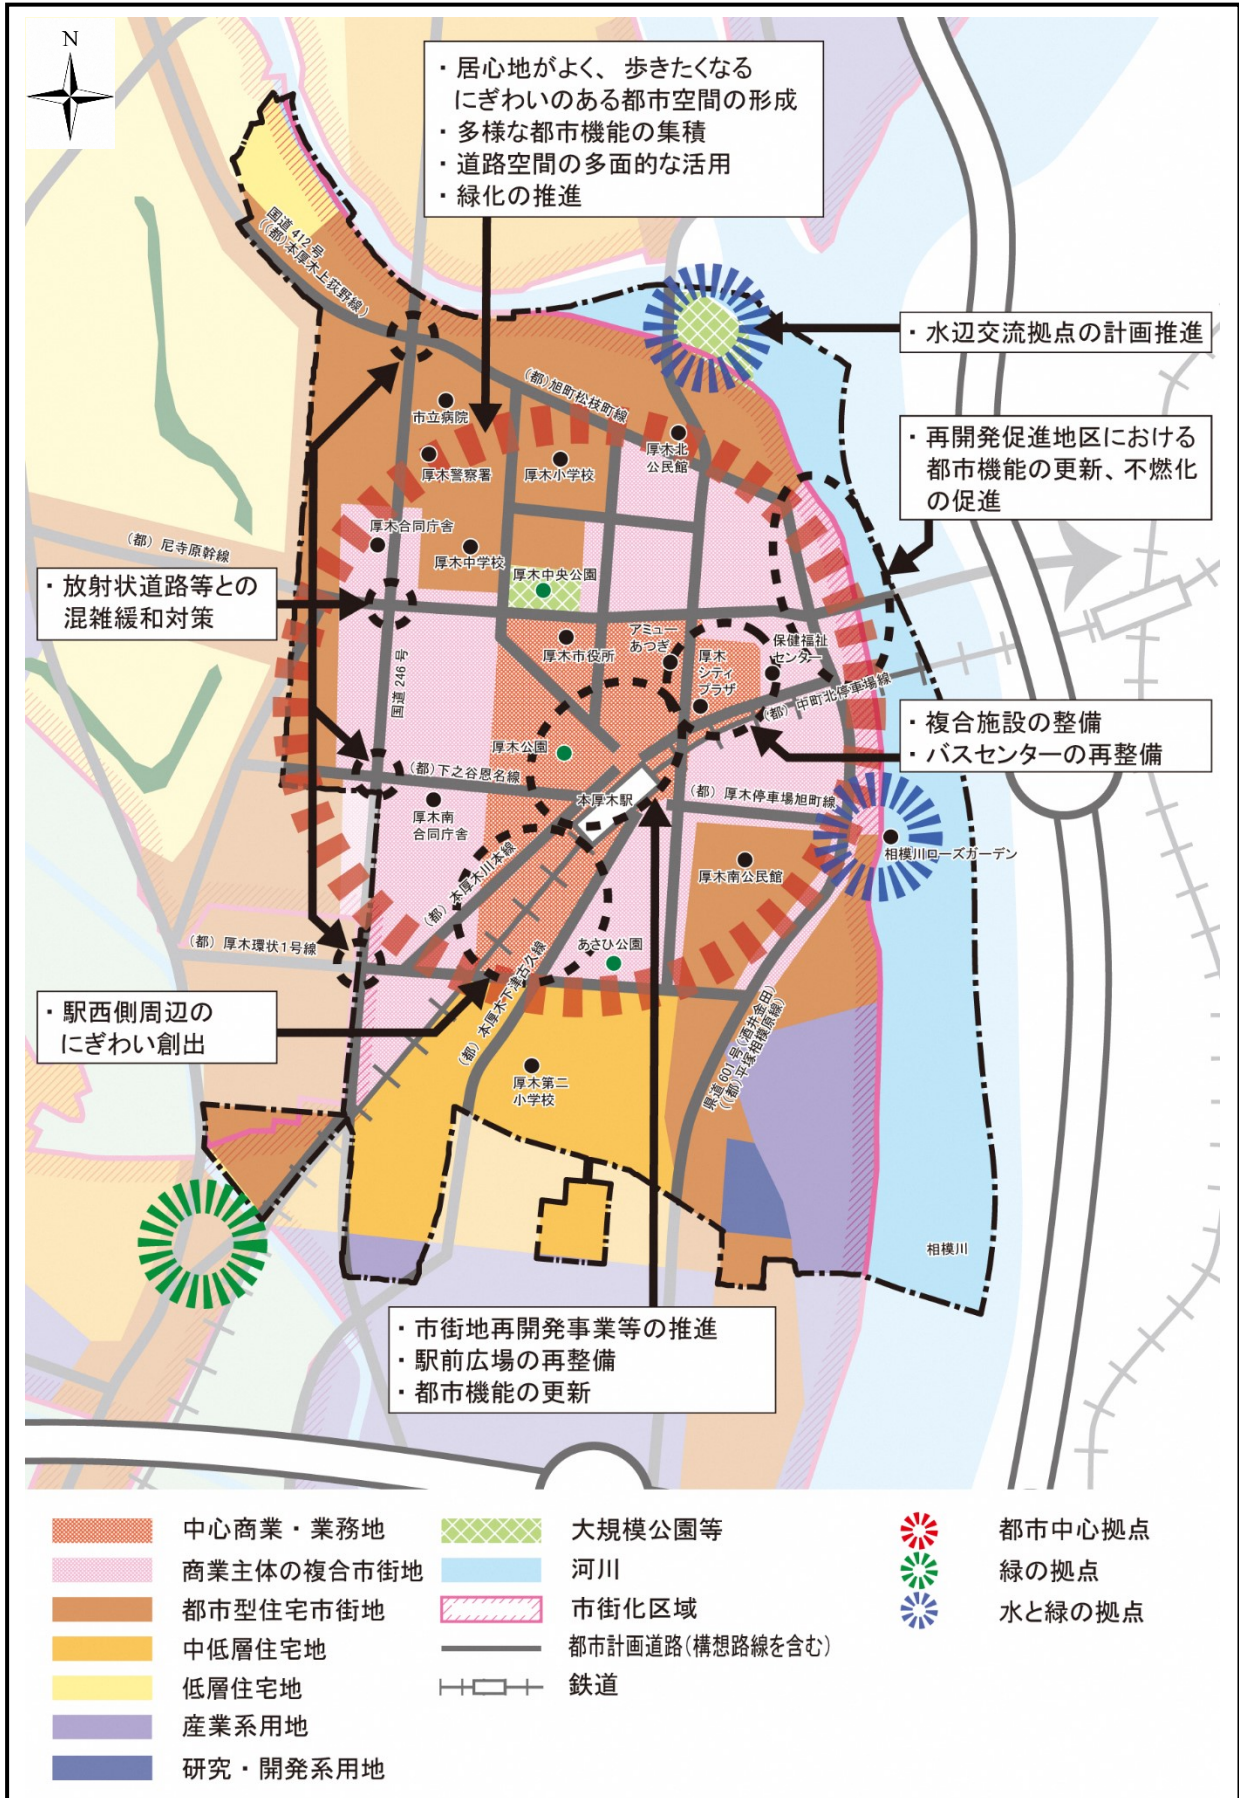 N
・居心地がよく、歩きたくなる
にぎわいのある都市空間の形成
・多様な都市機能の集積
・道路空間の多面的な活用
・緑化の推進
国道 412 号
((都)本厚木上荻野線)
・水辺交流拠点の計画推進
(都)旭町松枝町線
市立病院
厚木北
公民館
厚木警察署
厚木小学校
・再開発促進地区における
都市機能の更新、不燃化
の促進
厚木合同庁舎
(都)尼寺原幹線
厚木中学校
厚木中央公園
・放射状道路等との
混雑緩和対策
アミュー
あつぎ
厚木市役所
厚木
シティ
プラザ
保健福祉
センター
国道 246 号
(都)中町北停車場線
・複合施設の整備
・バスセンターの再整備
厚木公園
(都)下之谷恩名線
本厚木駅
(都)厚木停車場旭町線
厚木南
合同庁舎
相模川ローズガーデン
厚木南公民館
(都)本厚木川本線
(都)厚木環状1号線
あさひ公園
・駅西側周辺の
にぎわい創出
(都)本厚木下津古久線
県道 601 号(酒井金田)
((都)平塚相模原線)
厚木第二
小学校
相模川
・市街地再開発事業等の推進
・駅前広場の再整備
・都市機能の更新
中心商業・業務地
商業主体の複合市街地
都市型住宅市街地
中低層住宅地
低層住宅地
産業系用地
研究・開発系用地
大規模公園等
河川
市街化区域
都市計画道路(構想路線を含む)
鉄道
都市中心拠点
緑の拠点
水と緑の拠点